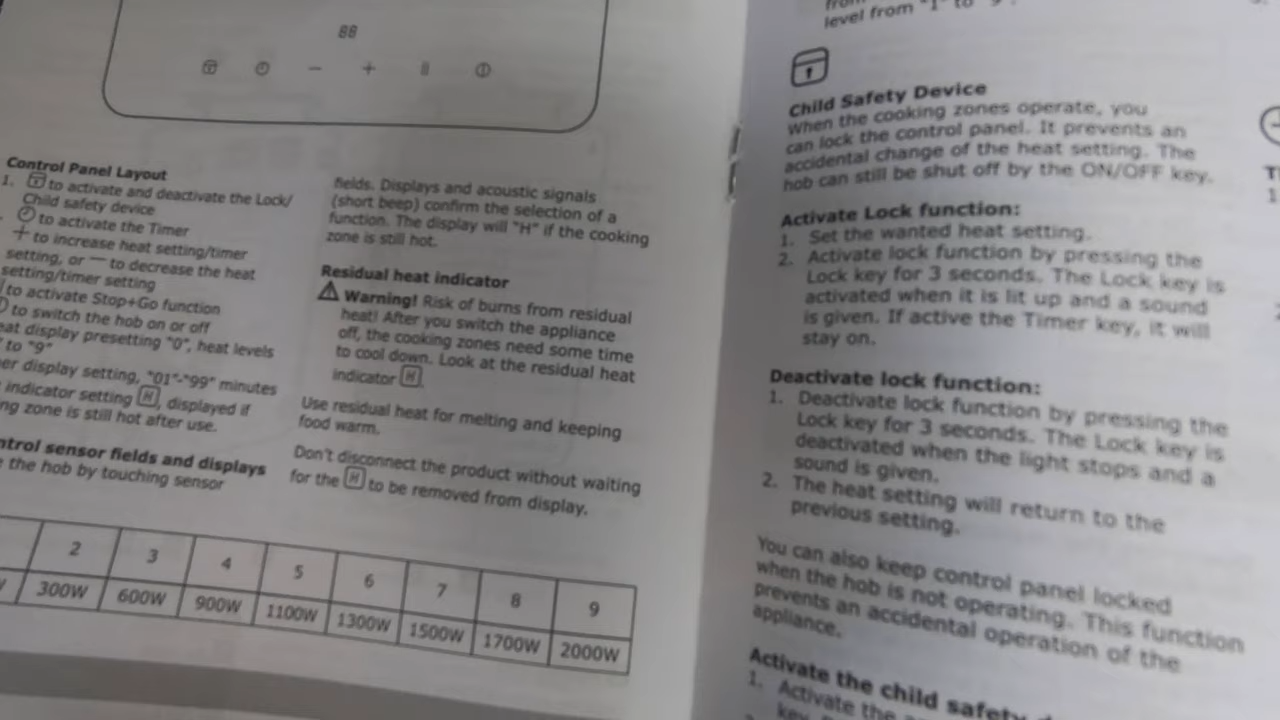 88
Control Panel Layout
1. to activate and deactivate the Lock/
Child safety device
to activate the Timer
+ to increase heat setting/timer
setting, or — to decrease the heat
setting/timer setting
to activate Stop+Go function
to switch the hob on or off
display presetting "0", heat levels
to "9"
display setting, "01"-"99" minutes
indicator setting H, displayed if
zone is still hot after use.
sensor fields and displays
the hob by touching sensor
fields. Displays and acoustic signals
(short beep) confirm the selection of a
function. The display will "H" if the cooking
zone is still hot.
Residual heat indicator
Warning! Risk of burns from residual
heat! After you switch the appliance
off, the cooking zones need some time
to cool down. Look at the residual heat
indicator H.
Use residual heat for melting and keeping
food warm.
Don't disconnect the product without waiting
for the H to be removed from display.
2 3 4 5 6 7 8 9
300W 600W 900W 1100W 1300W 1500W 1700W 2000W
level from "1" to "9".
Child Safety Device
When the cooking zones operate, you
can lock the control panel. It prevents an
accidental change of the heat setting. The
hob can still be shut off by the ON/OFF key.
Activate Lock function:
1. Set the wanted heat setting.
2. Activate lock function by pressing the
Lock key for 3 seconds. The Lock key is
activated when it is lit up and a sound
is given. If active the Timer key, it will
stay on.
Deactivate lock function:
1. Deactivate lock function by pressing the
Lock key for 3 seconds. The Lock key is
deactivated when the light stops and a
sound is given.
2. The heat setting will return to the
previous setting.
You can also keep control panel locked
when the hob is not operating. This function
prevents an accidental operation of the
appliance.
Activate the child safety
1. Activate the